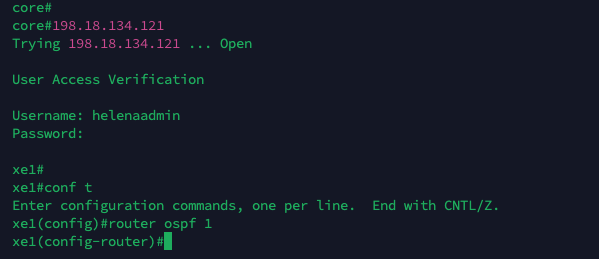 core#
core#198.18.134.121
Trying 198.18.134.121 ... Open
User Access Verification
Username: helenaadmin
Password:
xe1#
xe1#conf t
Enter configuration commands, one per line.  End with CNTL/Z.
xe1(config)#router ospf 1
xe1(config-router)#